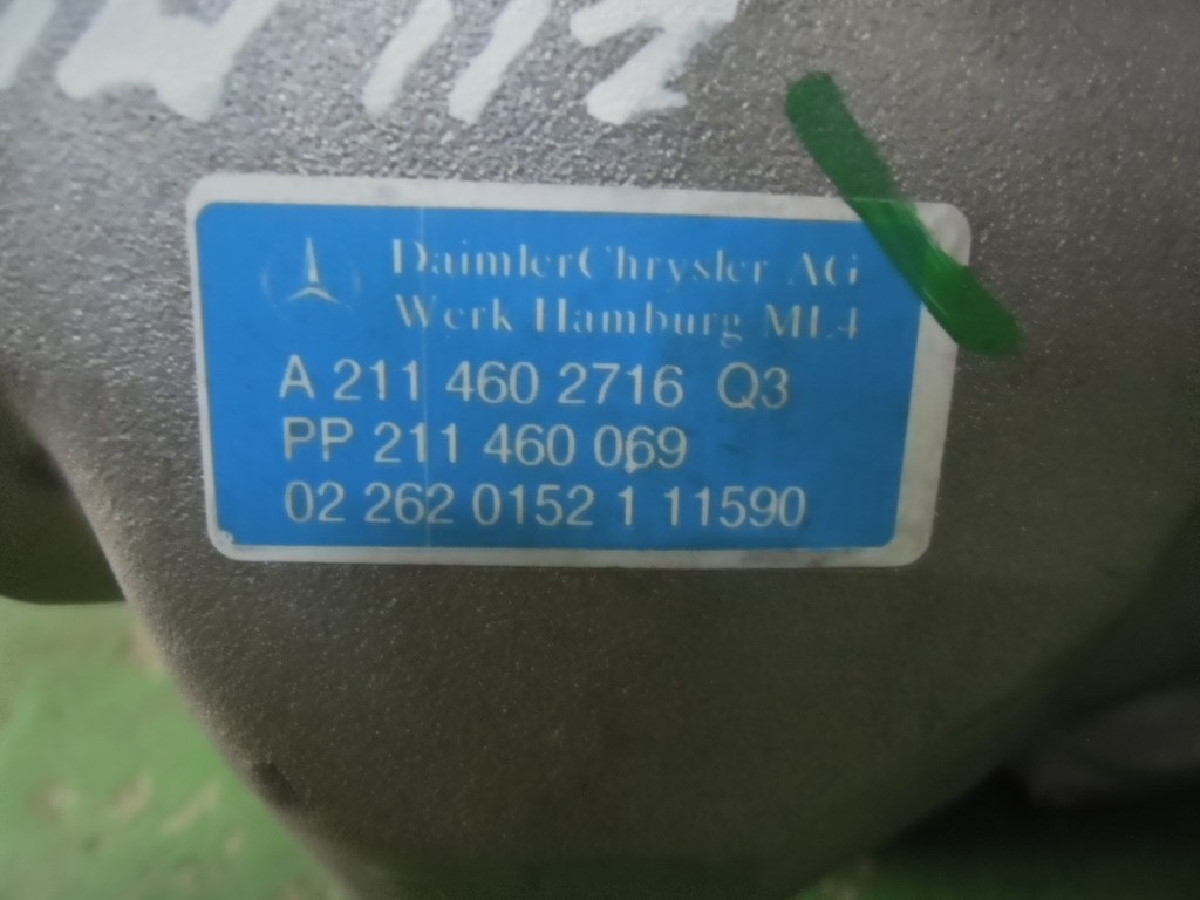 DaimlerChrysler AG
Werk Hamburg ML4
A 211 460 2716 Q3
PP 211 460 069
02 262 0152 1 11590